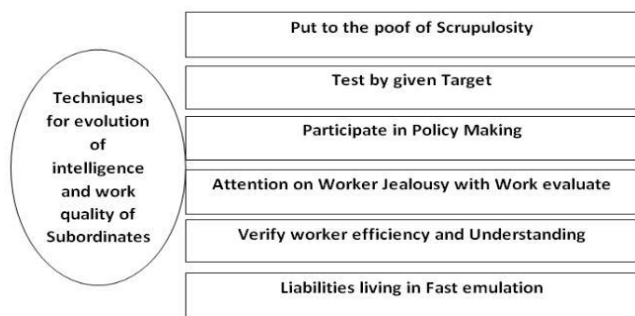 Techniques
for evolution
of
intelligence
and work
quality of
Subordinates
Put to the poof of Scrupulosity
Test by given Target
Participate in Policy Making
Attention on Worker Jealousy with Work evaluate
Verify worker efficiency and Understanding
Liabilities living in Fast emulation